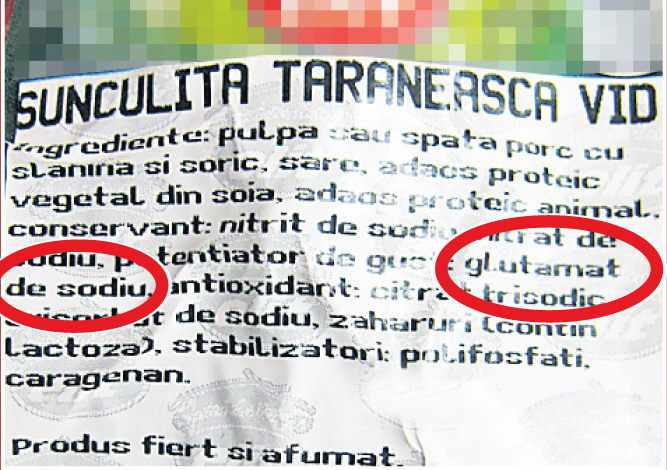 SUNCULITA TARANEASCA VID
Ingrediente: pulpa sau spata porc cu
slanina si soric, sare, adaos proteic
vegetal din soia, adaos proteic animal,
conservant: nitrit de sodiu, nitrat de
sodiu, potentiator de gust: glutamat
de sodiu, antioxidant: citrat trisodic
de sodiu, zaharuri (contin
lactoza), stabilizatori: polifosfati,
caragenan.
Produs fiert si afumat.